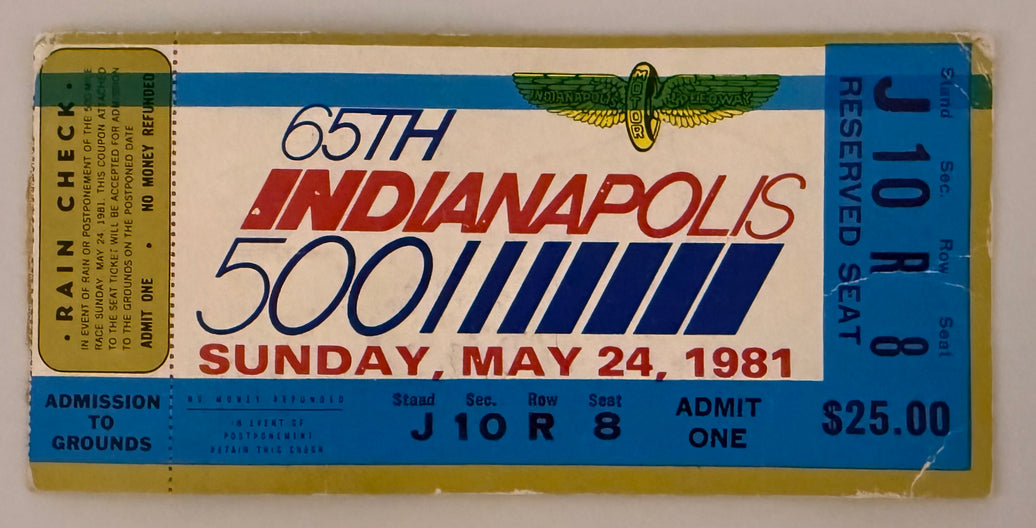 · RAIN CHECK ·
IN EVENT OF RAIN OR POSTPONEMENT OF THE 500 MILE
RACE SUNDAY, MAY 24, 1981, THIS COUPON ATTACHED
TO THE SEAT TICKET WILL BE ACCEPTED FOR ADMISSION
TO THE GROUNDS ON THE POSTPONED DATE
ADMIT ONE • NO MONEY REFUNDED
ADMISSION
TO
GROUNDS
INDIANAPOLIS MOTOR SPEEDWAY
65TH
INDIANAPOLIS
500
SUNDAY, MAY 24, 1981
NO MONEY REFUNDED
IN EVENT OF
POSTPONEMENT
RETAIN THIS CHECK
Stand Sec. Row Seat
J 10 R 8
ADMIT
ONE
$25.00
Stand Sec. Row Seat
J 10 R 8
RESERVED SEAT